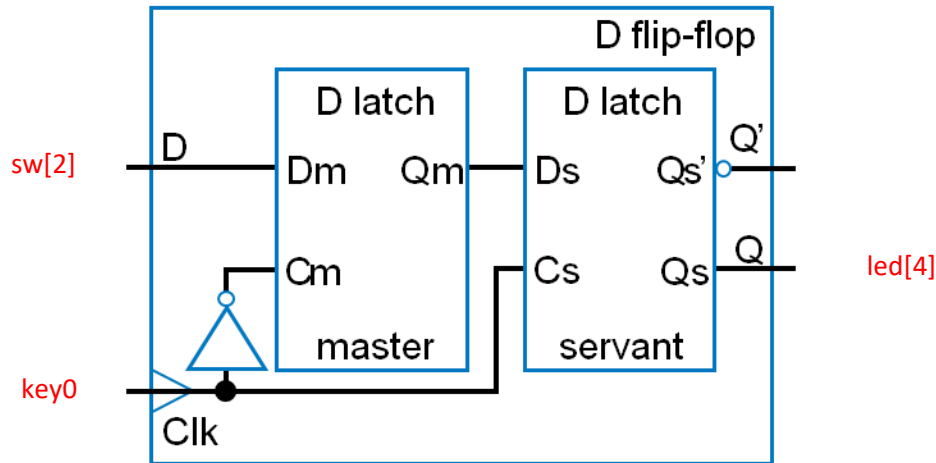 D flip-flop
D latch
D latch
Q’
D
sw[2]
Dm
Qm
Ds
Qs’
Q
Cm
Cs
Qs
led[4]
master
servant
key0
Clk